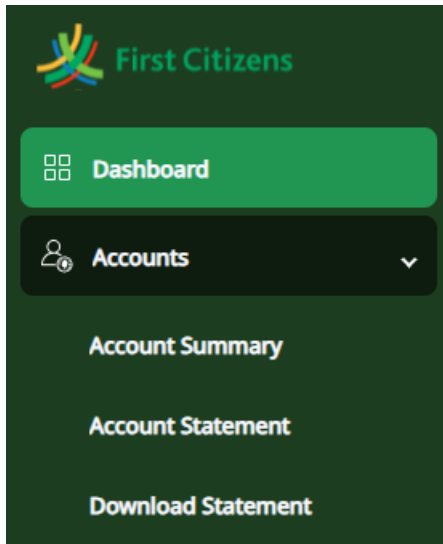 First Citizens
Dashboard
Accounts
Account Summary
Account Statement
Download Statement